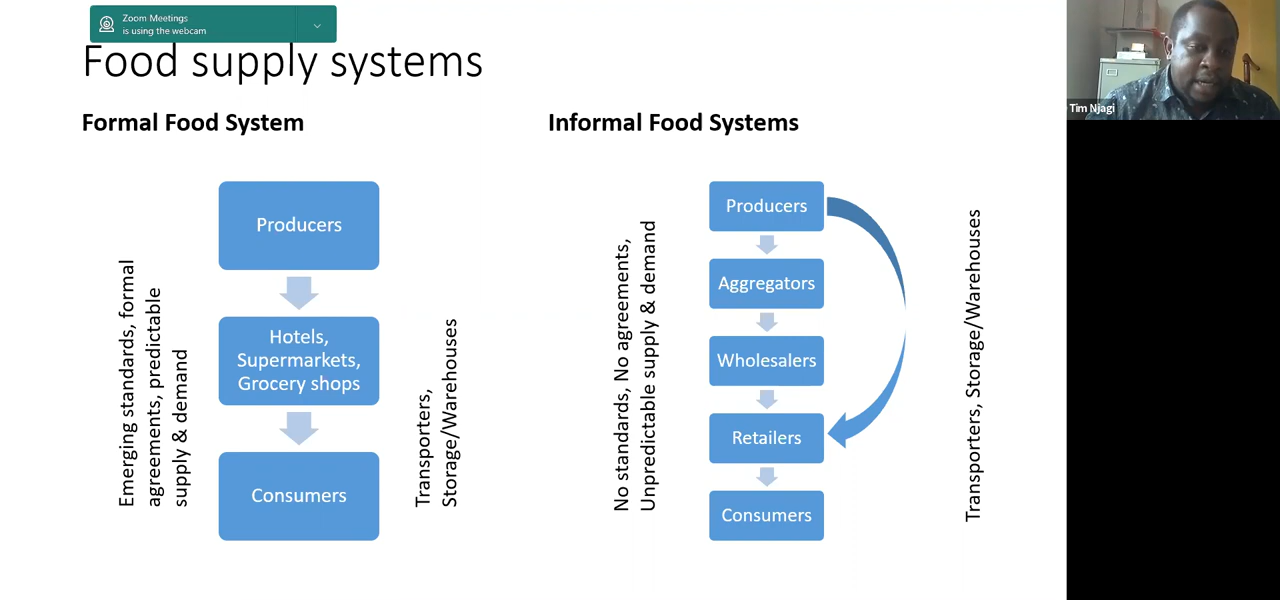 Zoom Meetings
is using the webcam
Food supply systems
Formal Food System
Informal Food Systems
Emerging standards, formal
agreements, predictable
supply & demand
Producers
Hotels,
Supermarkets,
Grocery shops
Consumers
Transporters,
Storage/Warehouses
No standards, No agreements,
Unpredictable supply & demand
Producers
Aggregators
Wholesalers
Retailers
Consumers
Transporters, Storage/Warehouses
Tim Njagi